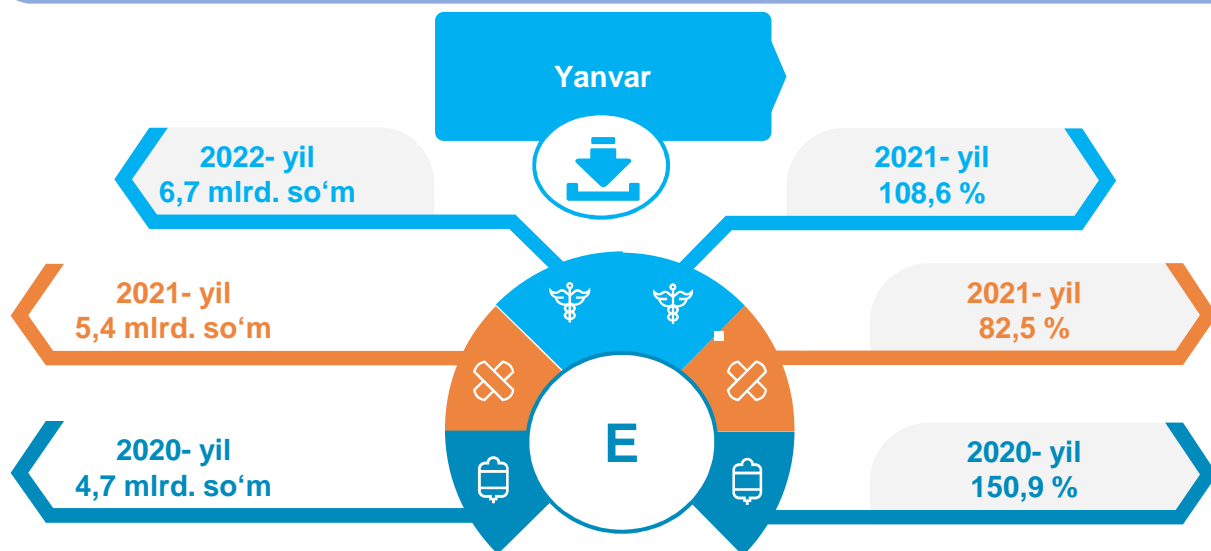 Yanvar
2022- yil
6,7 mlrd. so‘m
2021- yil
108,6 %
2021- yil
5,4 mlrd. so‘m
2021- yil
82,5 %
2020- yil
4,7 mlrd. so‘m
2020- yil
150,9 %
E